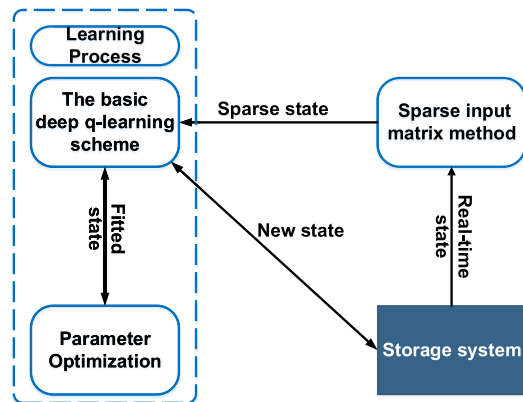 Learning
Process
The basic
deep q-learning
scheme
Sparse state
Sparse input
matrix method
Fitted
state
New state
Real-time
state
Parameter
Optimization
Storage system